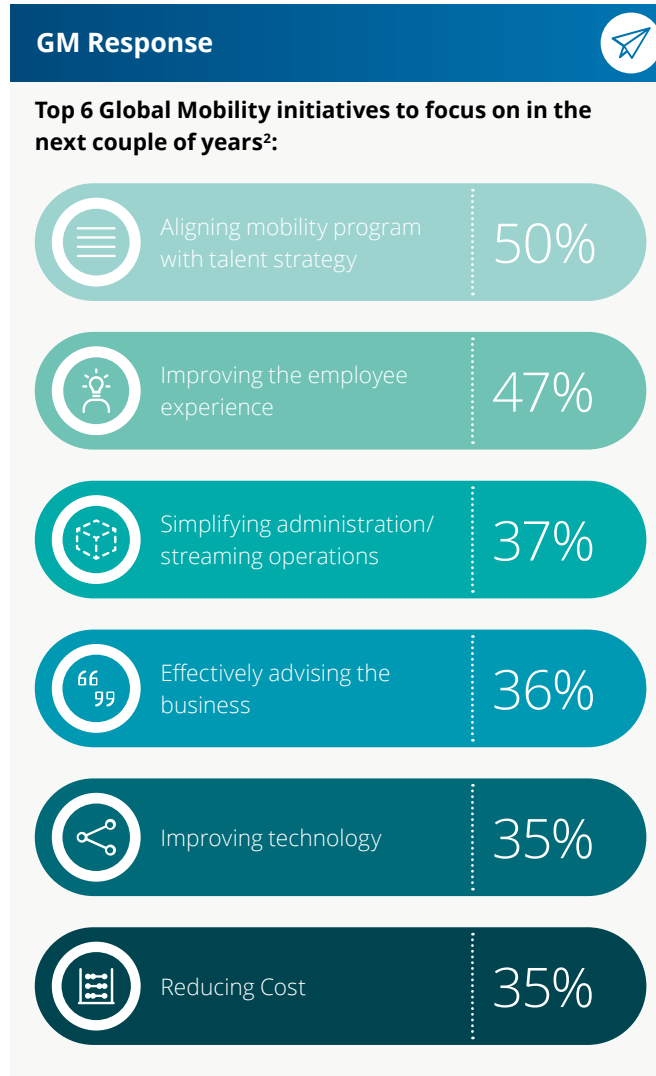 GM Response
Top 6 Global Mobility initiatives to focus on in the
next couple of years²:
Aligning mobility program
with talent strategy
50%
Improving the employee
experience
47%
Simplifying administration/
streaming operations
37%
Effectively advising the
business
36%
Improving technology
35%
Reducing Cost
35%